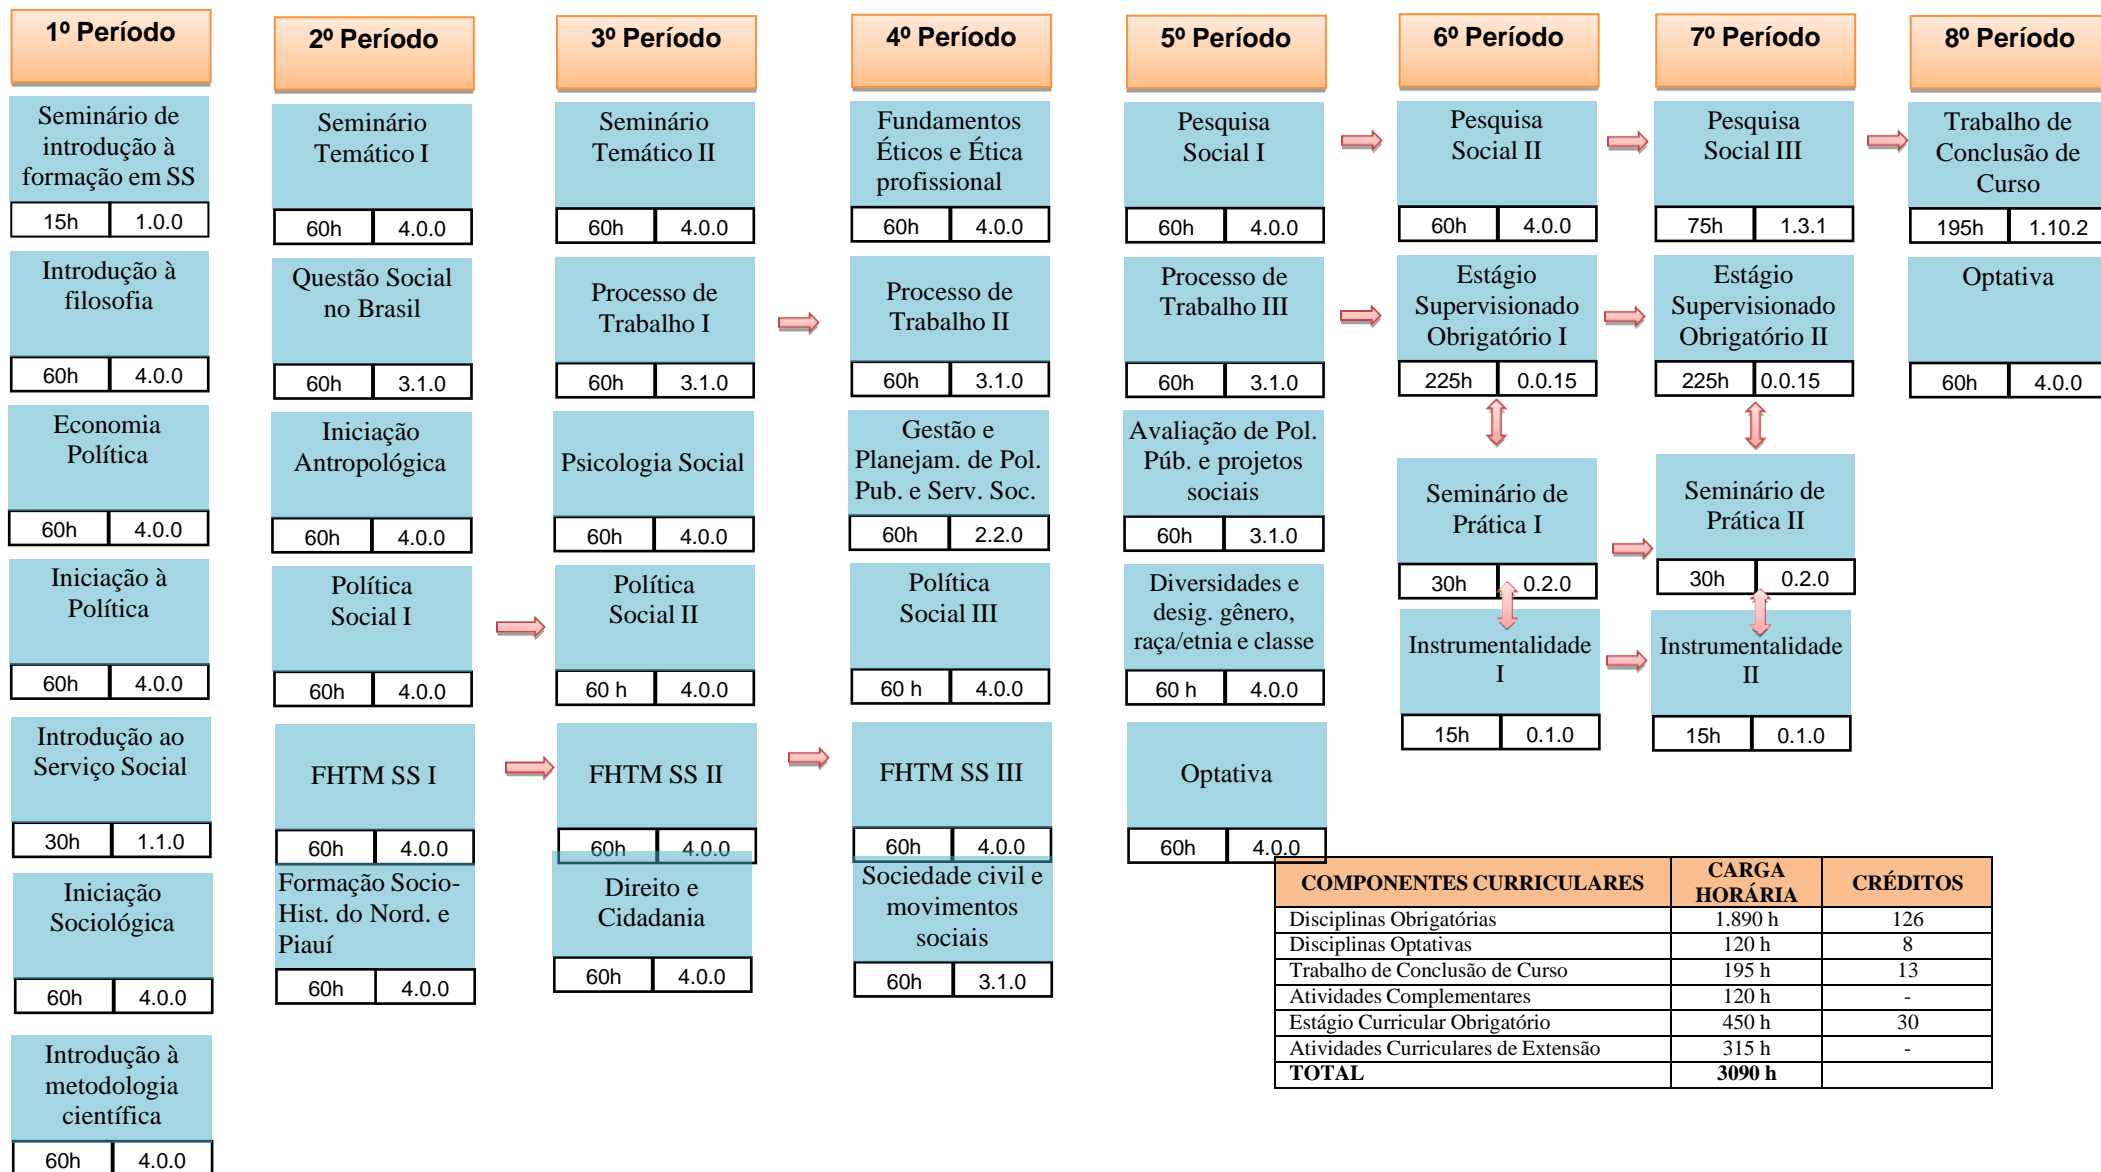 1º Período
2º Período
3º Período
4º Período
5º Período
6º Período
7º Período
8º Período
Seminário de
introdução à
formação em SS
15h 1.0.0
Introdução à
filosofia
60h 4.0.0
Economia
Política
60h 4.0.0
Iniciação à
Política
60h 4.0.0
Introdução ao
Serviço Social
30h 1.1.0
Iniciação
Sociológica
60h 4.0.0
Introdução à
metodologia
científica
60h 4.0.0
Seminário
Temático I
60h 4.0.0
Questão Social
no Brasil
60h 3.1.0
Iniciação
Antropológica
60h 4.0.0
Política
Social I
60h 4.0.0
FHTM SS I
60h 4.0.0
Formação Socio-
Hist. do Nord. e
Piauí
60h 4.0.0
Seminário
Temático II
60h 4.0.0
Processo de
Trabalho I
60h 3.1.0
Psicologia Social
60h 4.0.0
Política
Social II
60 h 4.0.0
FHTM SS II
60h 4.0.0
Direito e
Cidadania
60h 4.0.0
Fundamentos
Éticos e Ética
profissional
60h 4.0.0
Processo de
Trabalho II
60h 3.1.0
Gestão e
Planejam. de Pol.
Pub. e Serv. Soc.
60h 2.2.0
Política
Social III
60 h 4.0.0
FHTM SS III
60h 4.0.0
Sociedade civil e
movimentos
sociais
60h 3.1.0
Pesquisa
Social I
60h 4.0.0
Processo de
Trabalho III
60h 3.1.0
Avaliação de Pol.
Púb. e projetos
sociais
60h 3.1.0
Diversidades e
desig. gênero,
raça/etnia e classe
60 h 4.0.0
Optativa
60h 4.0.0
Pesquisa
Social II
60h 4.0.0
Estágio
Supervisionado
Obrigatório I
225h 0.0.15
Seminário de
Prática I
30h 0.2.0
Instrumentalidade
I
15h 0.1.0
Pesquisa
Social III
75h 1.3.1
Estágio
Supervisionado
Obrigatório II
225h 0.0.15
Seminário de
Prática II
30h 0.2.0
Instrumentalidade
II
15h 0.1.0
Trabalho de
Conclusão de
Curso
195h 1.10.2
Optativa
60h 4.0.0
COMPONENTES CURRICULARES CARGA HORÁRIA CRÉDITOS
Disciplinas Obrigatórias 1.890 h 126
Disciplinas Optativas 120 h 8
Trabalho de Conclusão de Curso 195 h 13
Atividades Complementares 120 h -
Estágio Curricular Obrigatório 450 h 30
Atividades Curriculares de Extensão 315 h -
TOTAL 3090 h